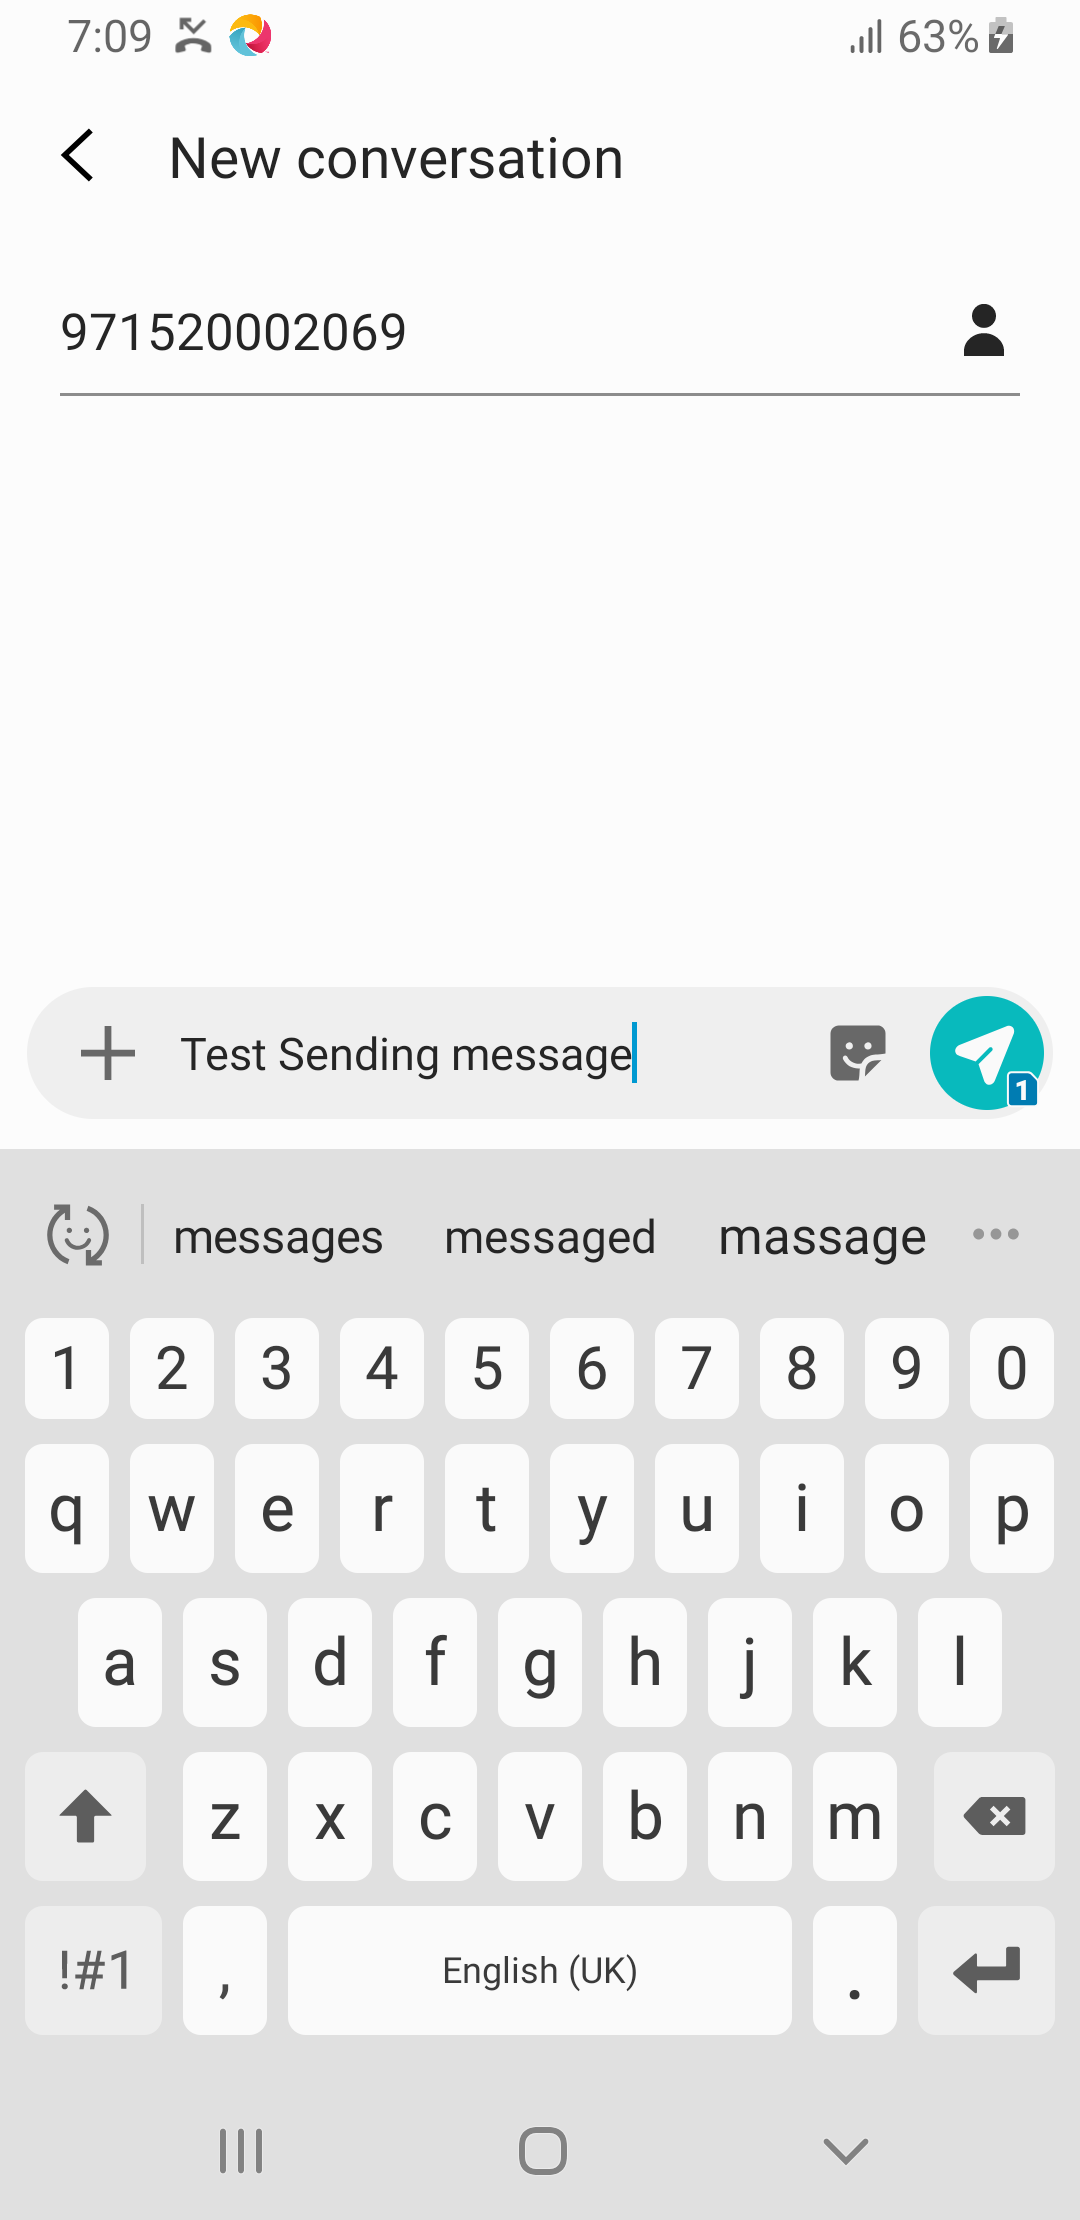 7:09 63%
New conversation
971520002069
Test Sending message
1
messages messaged massage
1 2 3 4 5 6 7 8 9 0
q w e r t y u i o p
a s d f g h j k l
z x c v b n m
!#1 , English (UK) .